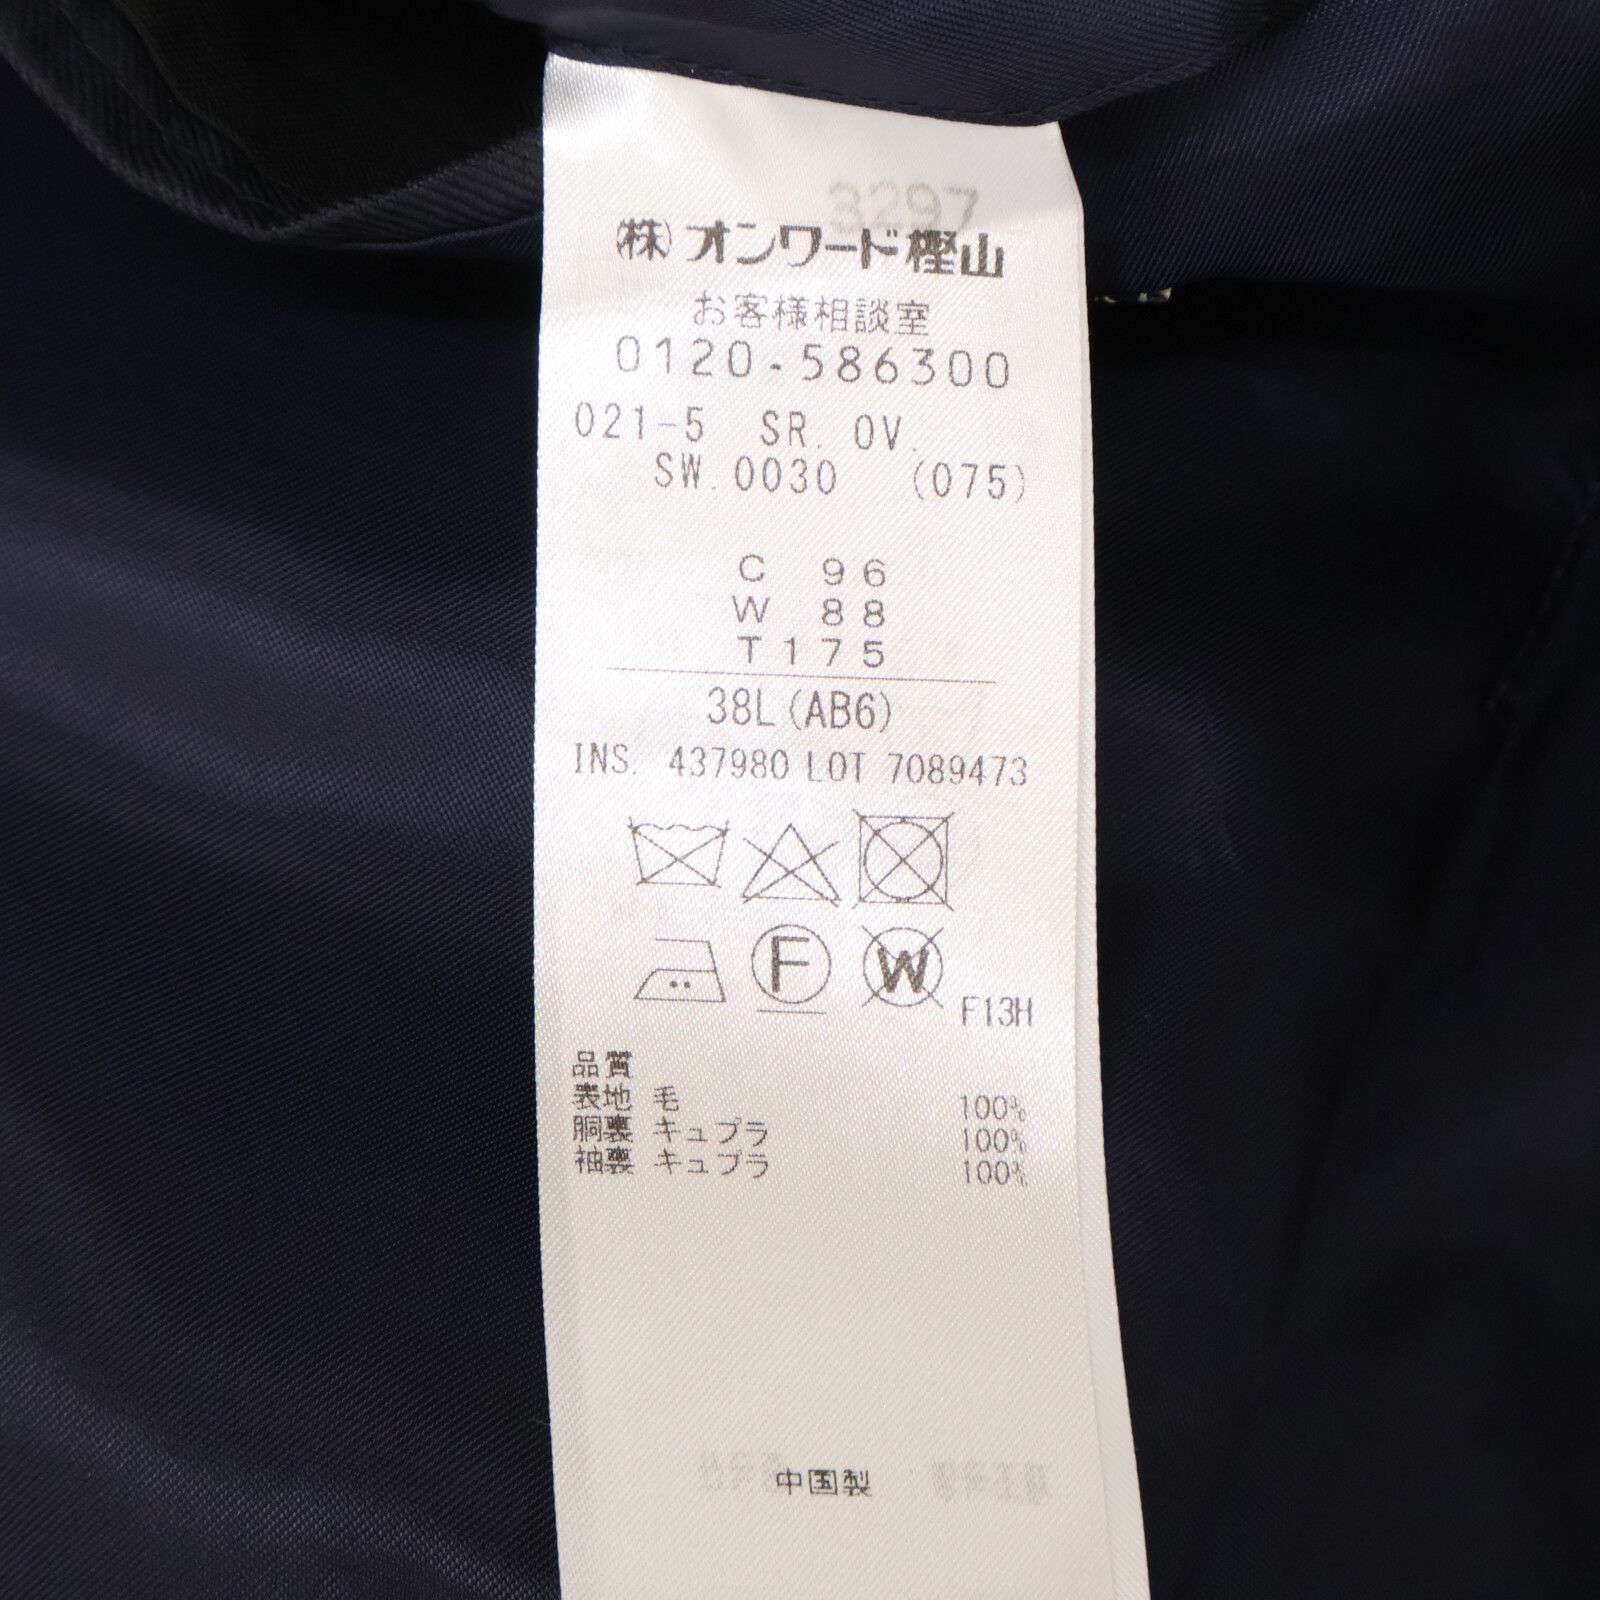 3297
(株)オンワード樫山
お客様相談室
0120-586300
021-5 SR. OV.
SW.0030 (075)
C 96
W 88
T175
38L(AB6)
INS. 437980 LOT 7089473
F W F13H
品質
表地 毛 100%
胴裏 キュプラ 100%
袖裏 キュプラ 100%
中国製